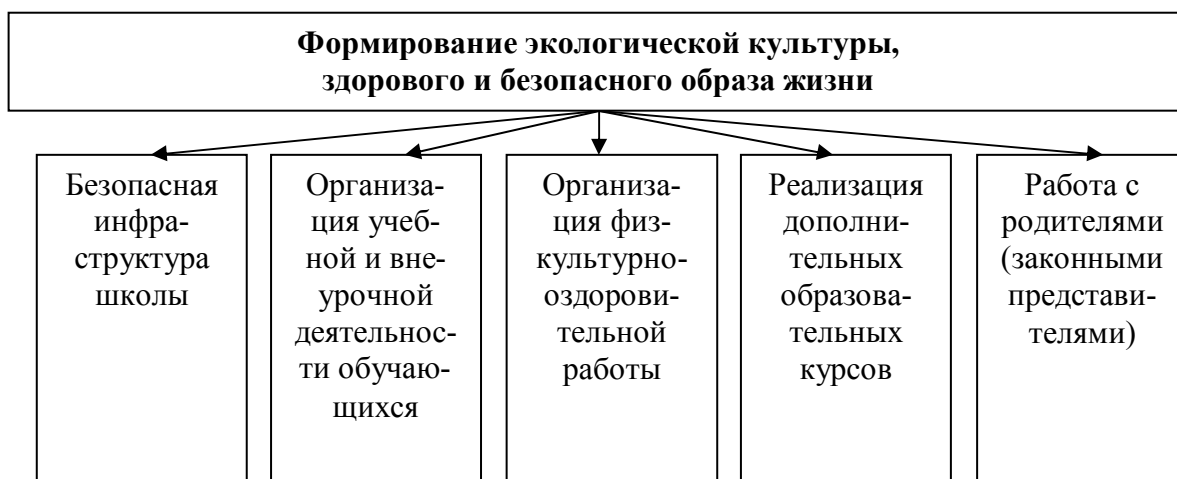 Формирование экологической культуры,
здорового и безопасного образа жизни
Безопасная
инфра-
структура
школы
Организа-
ция учеб-
ной и вне-
урочной
деятельнос-
ти обучаю-
щихся
Организа-
ция физ-
культурно-
оздорови-
тельной
работы
Реализация
дополни-
тельных
образова-
тельных
курсов
Работа с
родителями
(законными
представи-
телями)